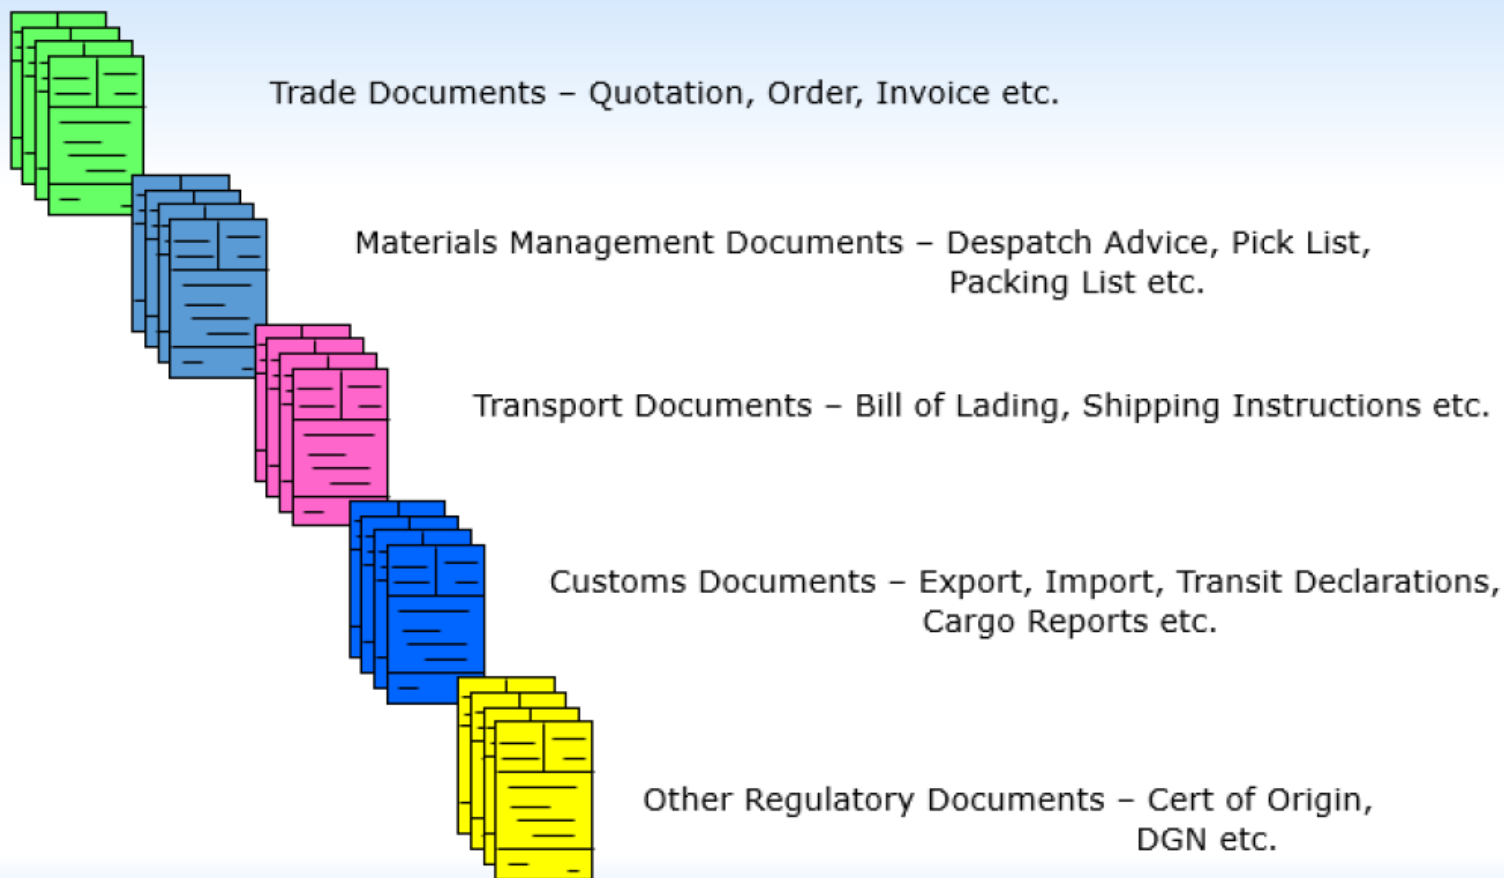 Trade Documents – Quotation, Order, Invoice etc.
Materials Management Documents – Despatch Advice, Pick List,
Packing List etc.
Transport Documents – Bill of Lading, Shipping Instructions etc.
Customs Documents – Export, Import, Transit Declarations,
Cargo Reports etc.
Other Regulatory Documents – Cert of Origin,
DGN etc.